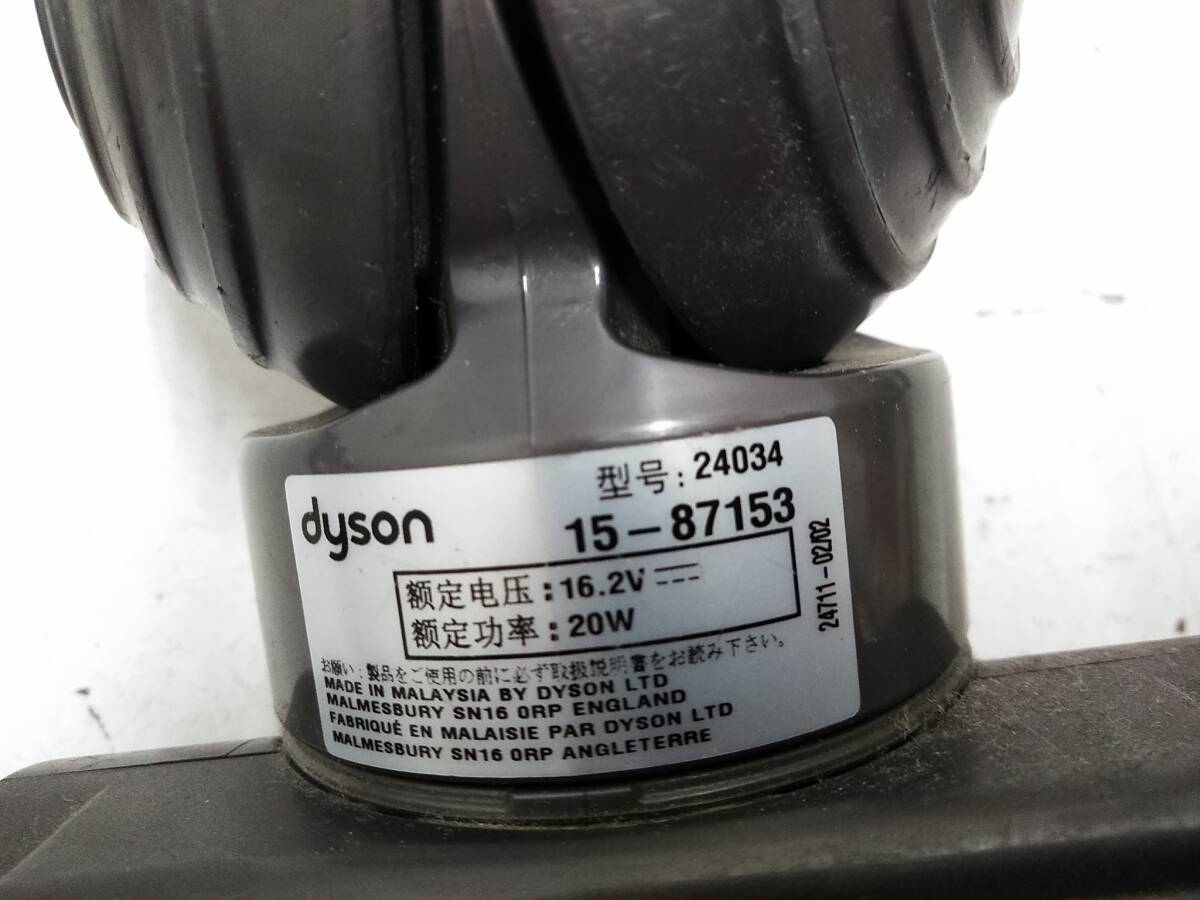 dyson
型号: 24034
15-87153
额定电压: 16.2V
额定功率: 20W
24711-02/02
お願い: 製品をご使用の前に必ず取扱説明書をお読み下さい。
MADE IN MALAYSIA BY DYSON LTD
MALMESBURY SN16 0RP ENGLAND
FABRIQUÉ EN MALAISIE PAR DYSON LTD
MALMESBURY SN16 0RP ANGLETERRE